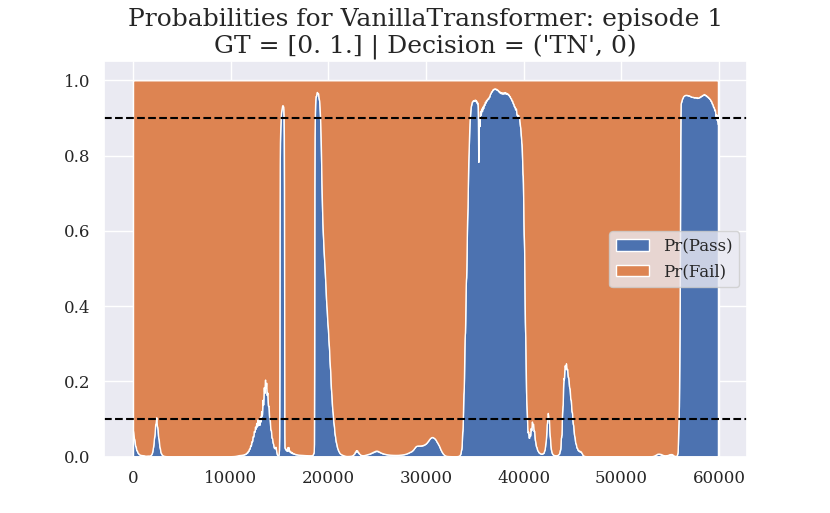 Probabilities for VanillaTransformer: episode 1
GT = [0. 1.] | Decision = ('TN', 0)
1.0
0.8
0.6
0.4
0.2
0.0
Pr(Pass)
Pr(Fail)
0 10000 20000 30000 40000 50000 60000